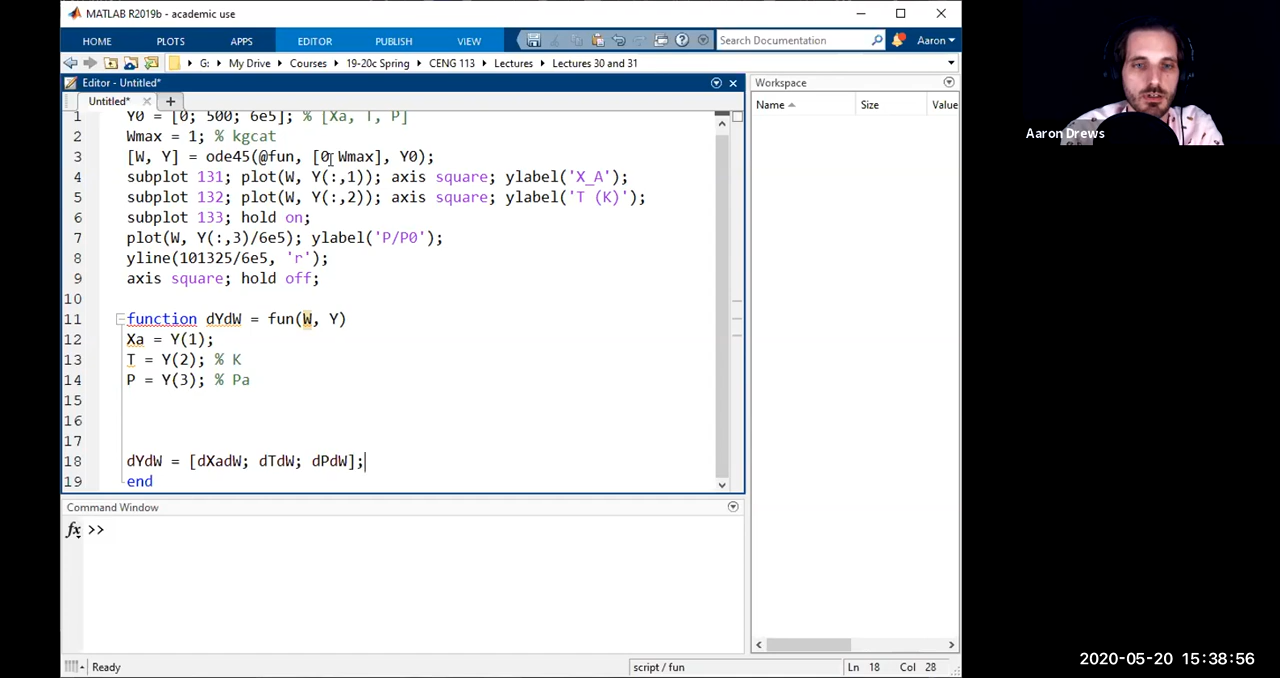 MATLAB R2019b - academic use
HOME PLOTS APPS EDITOR PUBLISH VIEW Search Documentation Aaron
G: My Drive Courses 19-20c Spring CENG 113 Lectures Lectures 30 and 31
Editor - Untitled*
Workspace
Untitled* +
Name Size Value
1 Y0 = [0; 500; 6e5]; % [Xa, T, P]
2 Wmax = 1; % kgcat
3 [W, Y] = ode45(@fun, [0 Wmax], Y0);
4 subplot 131; plot(W, Y(:,1)); axis square; ylabel('X_A');
5 subplot 132; plot(W, Y(:,2)); axis square; ylabel('T (K)');
6 subplot 133; hold on;
7 plot(W, Y(:,3)/6e5); ylabel('P/P0');
8 yline(101325/6e5, 'r');
9 axis square; hold off;
10
11 function dYdW = fun(W, Y)
12 Xa = Y(1);
13 T = Y(2); % K
14 P = Y(3); % Pa
15
16
17
18 dYdW = [dXadW; dTdW; dPdW];
19 end
Command Window
fx >>
Ready script / fun Ln 18 Col 28
Aaron Drews
2020-05-20 15:38:56